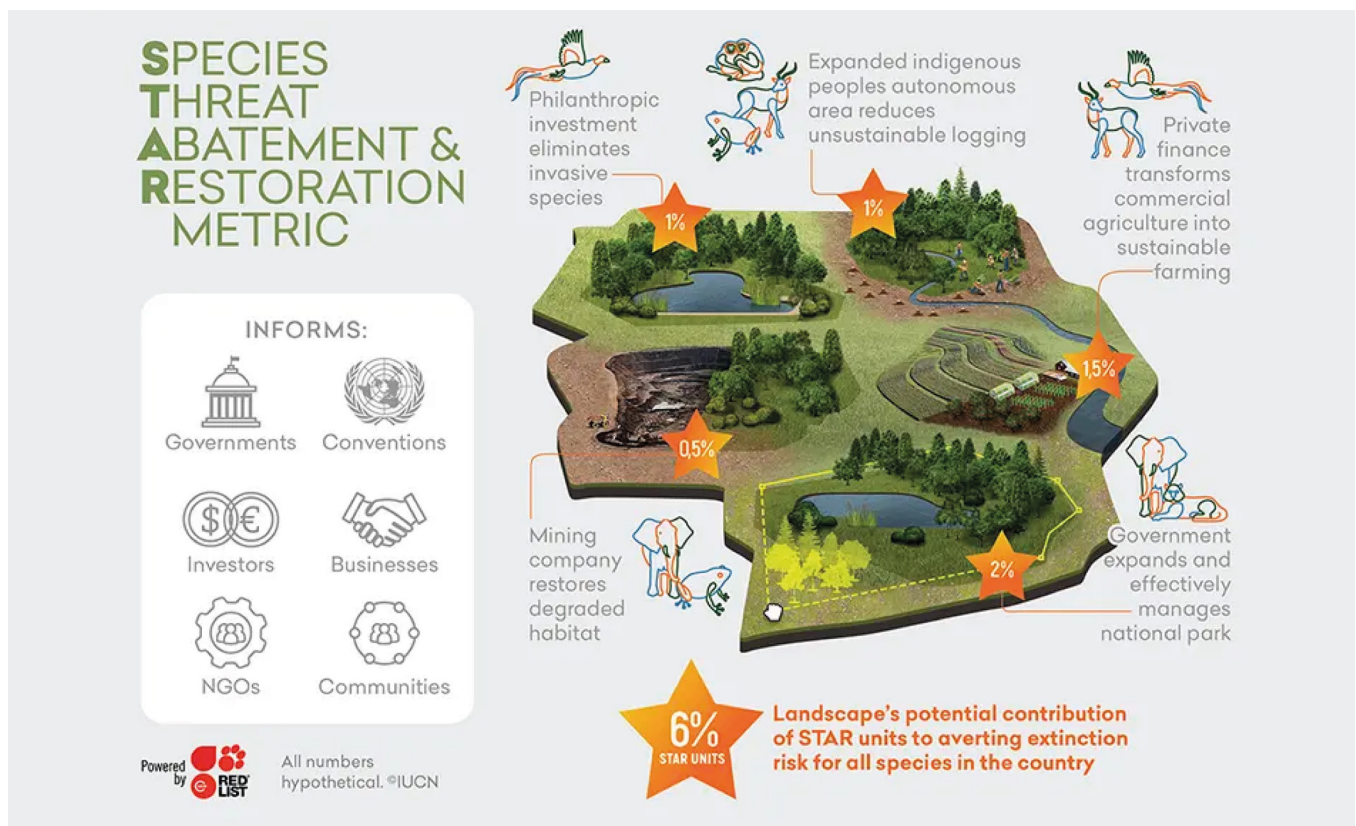 SPECIES
THREAT
ABATEMENT &
RESTORATION
METRIC
INFORMS:
Governments
Conventions
Investors
Businesses
NGOs
Communities
Powered
by
RED
LIST
All numbers
hypothetical. ©IUCN
Philanthropic
investment
eliminates
invasive
species
1%
Expanded indigenous
peoples autonomous
area reduces
unsustainable logging
1%
Private
finance
transforms
commercial
agriculture into
sustainable
farming
1,5%
0,5%
Mining
company
restores
degraded
habitat
2%
Government
expands and
effectively
manages
national park
6%
STAR UNITS
Landscape's potential contribution
of STAR units to averting extinction
risk for all species in the country